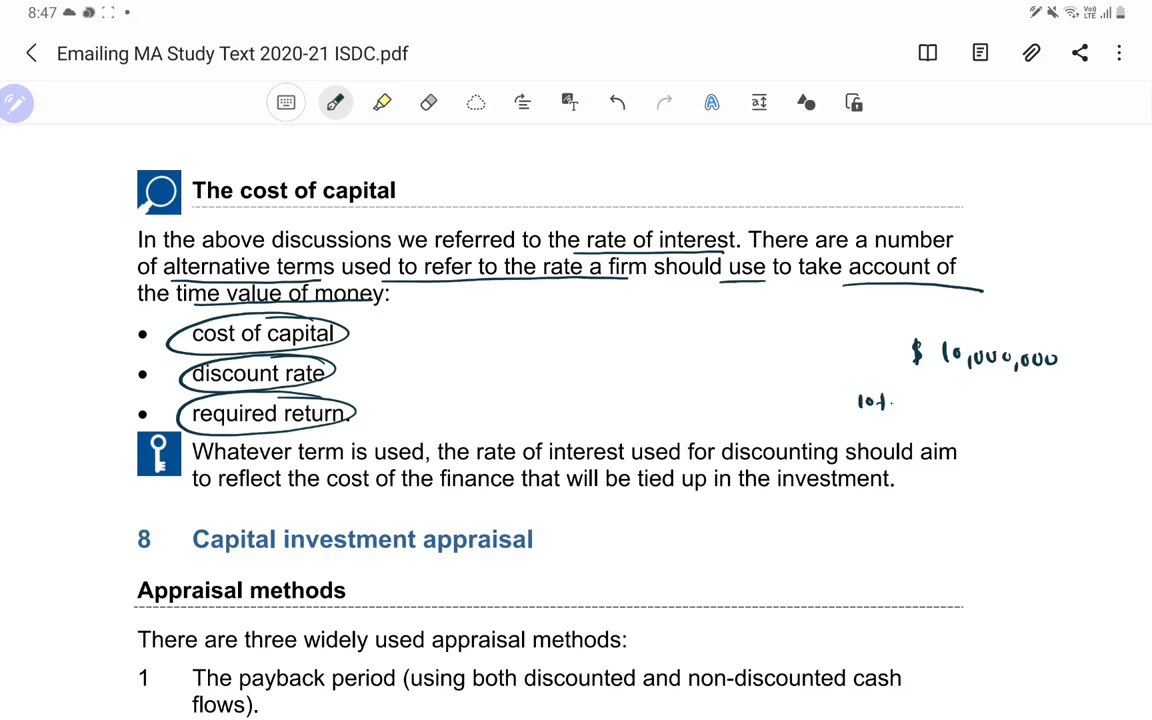 8:47
Vo)) LTE
Emailing MA Study Text 2020-21 ISDC.pdf
The cost of capital
In the above discussions we referred to the rate of interest. There are a number
of alternative terms used to refer to the rate a firm should use to take account of
the time value of money:
• cost of capital
• discount rate
• required return.
$ 10,000,000
10%.
Whatever term is used, the rate of interest used for discounting should aim
to reflect the cost of the finance that will be tied up in the investment.
8 Capital investment appraisal
Appraisal methods
There are three widely used appraisal methods:
1 The payback period (using both discounted and non-discounted cash
flows).